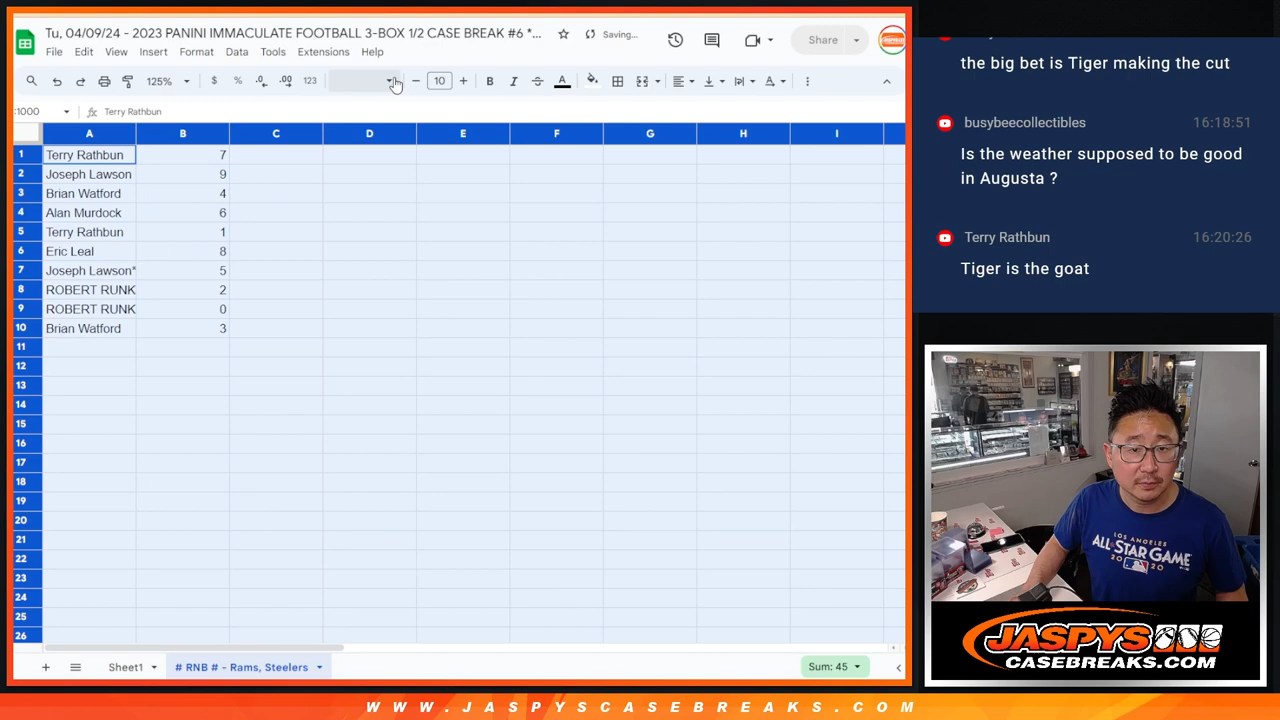 Tu, 04/09/24 - 2023 PANINI IMMACULATE FOOTBALL 3-BOX 1/2 CASE BREAK #6 *...
Saving...
File Edit View Insert Format Data Tools Extensions Help
Share
125% $ % .0 .00 123 − 10 + B I S A
:1000 fx Terry Rathbun
A B C D E F G H I
1 Terry Rathbun 7
2 Joseph Lawson 9
3 Brian Watford 4
4 Alan Murdock 6
5 Terry Rathbun 1
6 Eric Leal 8
7 Joseph Lawson* 5
8 ROBERT RUNK 2
9 ROBERT RUNK 0
10 Brian Watford 3
11
12
13
14
15
16
17
18
19
20
21
22
23
24
25
26
+ Sheet1 # RNB # - Rams, Steelers Sum: 45
the big bet is Tiger making the cut
busybeecollectibles 16:18:51
Is the weather supposed to be good
in Augusta ?
Terry Rathbun 16:20:26
Tiger is the goat
LOS ANGELES
ALL STAR GAME
2020
JASPYS
CASEBREAKS.COM
WWW.JASPYSCASEBREAKS.COM